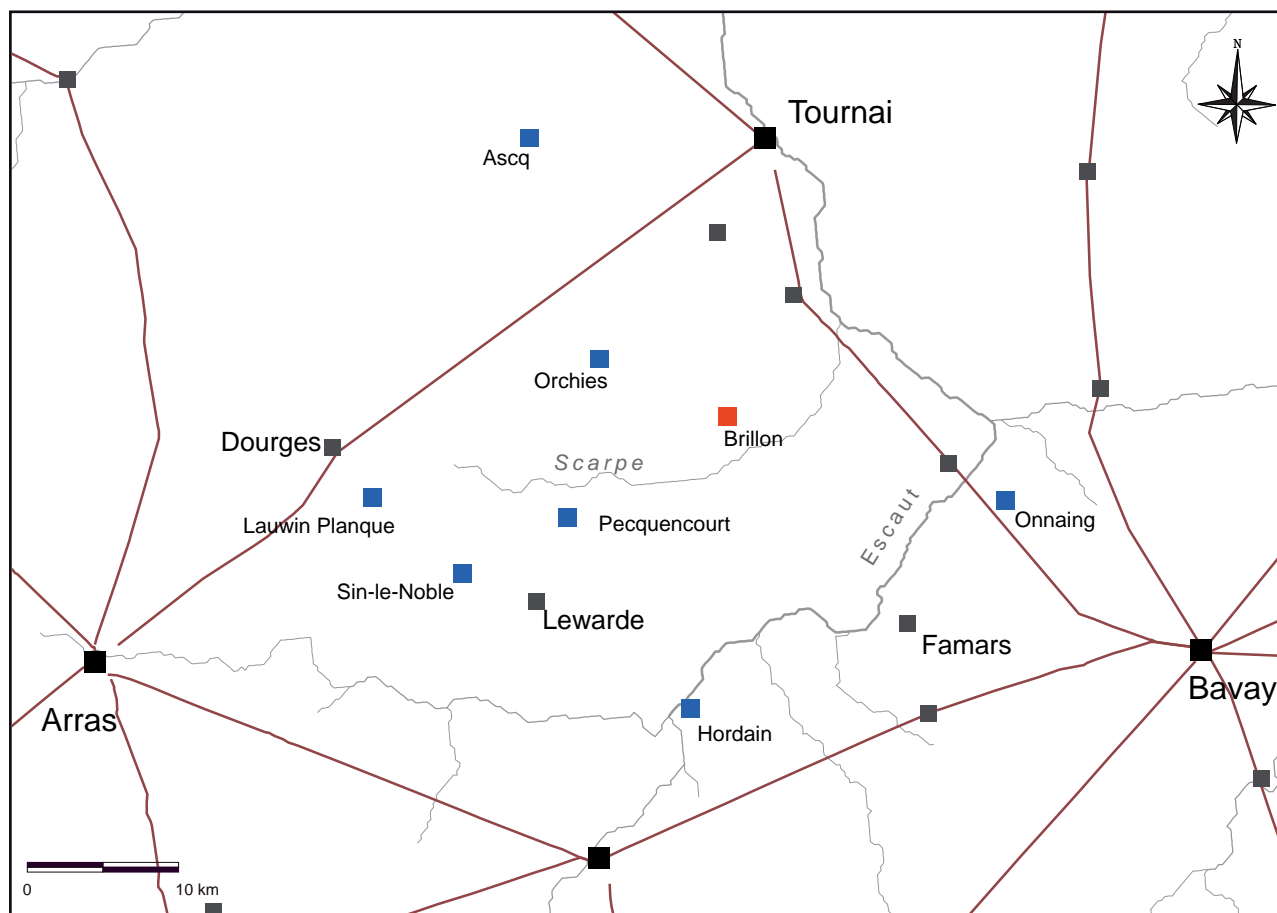 N
Tournai
Ascq
Orchies
Brillon
Dourges
Scarpe
Lauwin Planque
Pecquencourt
Escaut
Onnaing
Sin-le-Noble
Lewarde
Famars
Bavay
Arras
Hordain
0 10 km